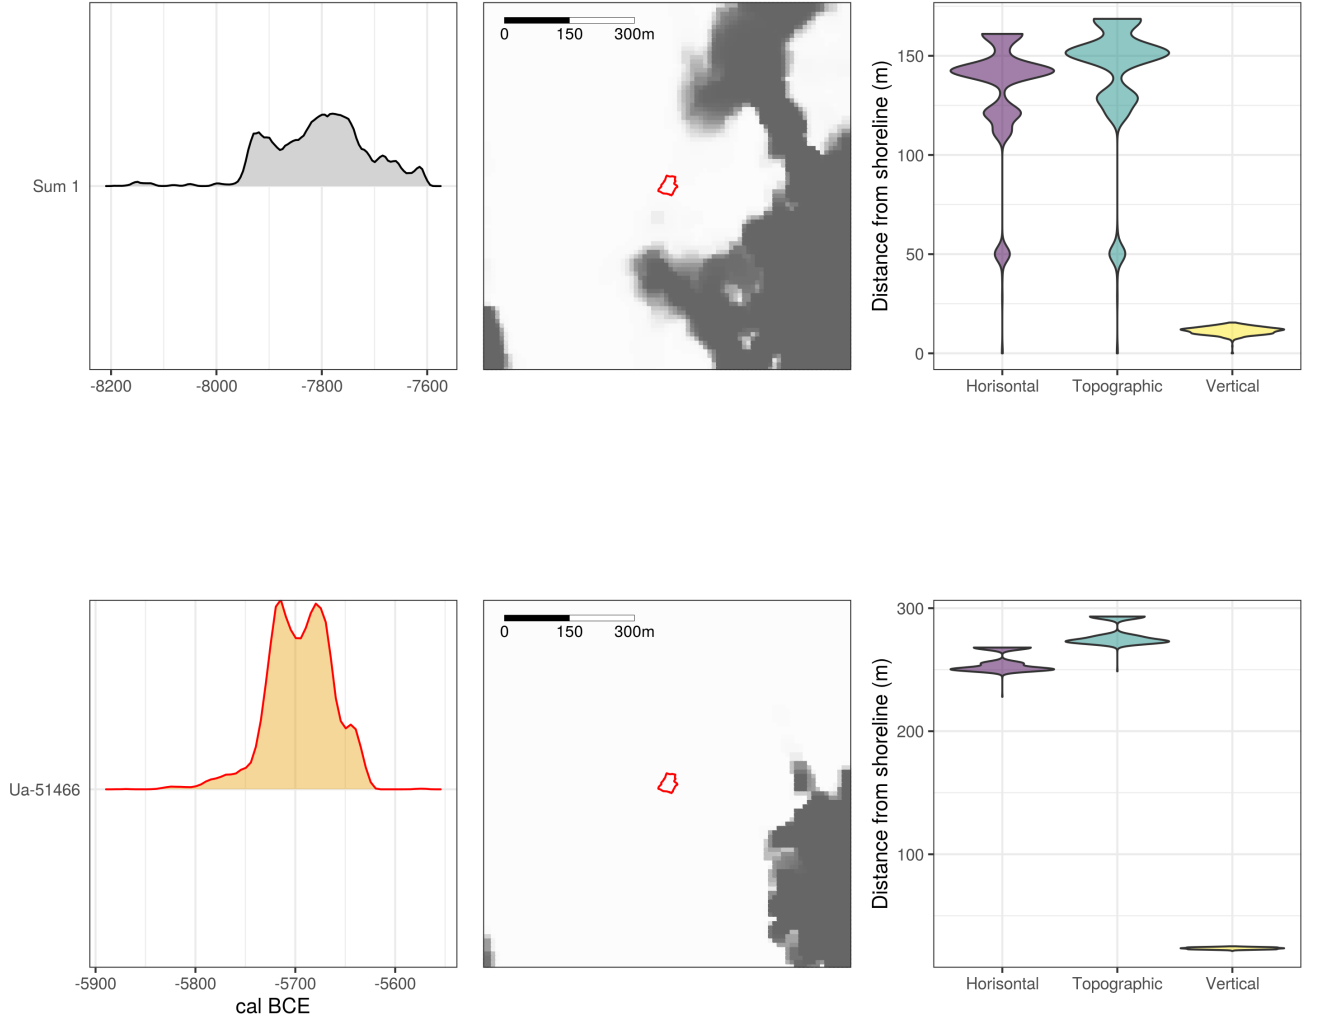 Sum 1
-8200 -8000 -7800 -7600
0 150 300m
Distance from shoreline (m)
150
100
50
0
Horisontal Topographic Vertical
Ua-51466
-5900 -5800 -5700 -5600
cal BCE
0 150 300m
Distance from shoreline (m)
300
200
100
Horisontal Topographic Vertical